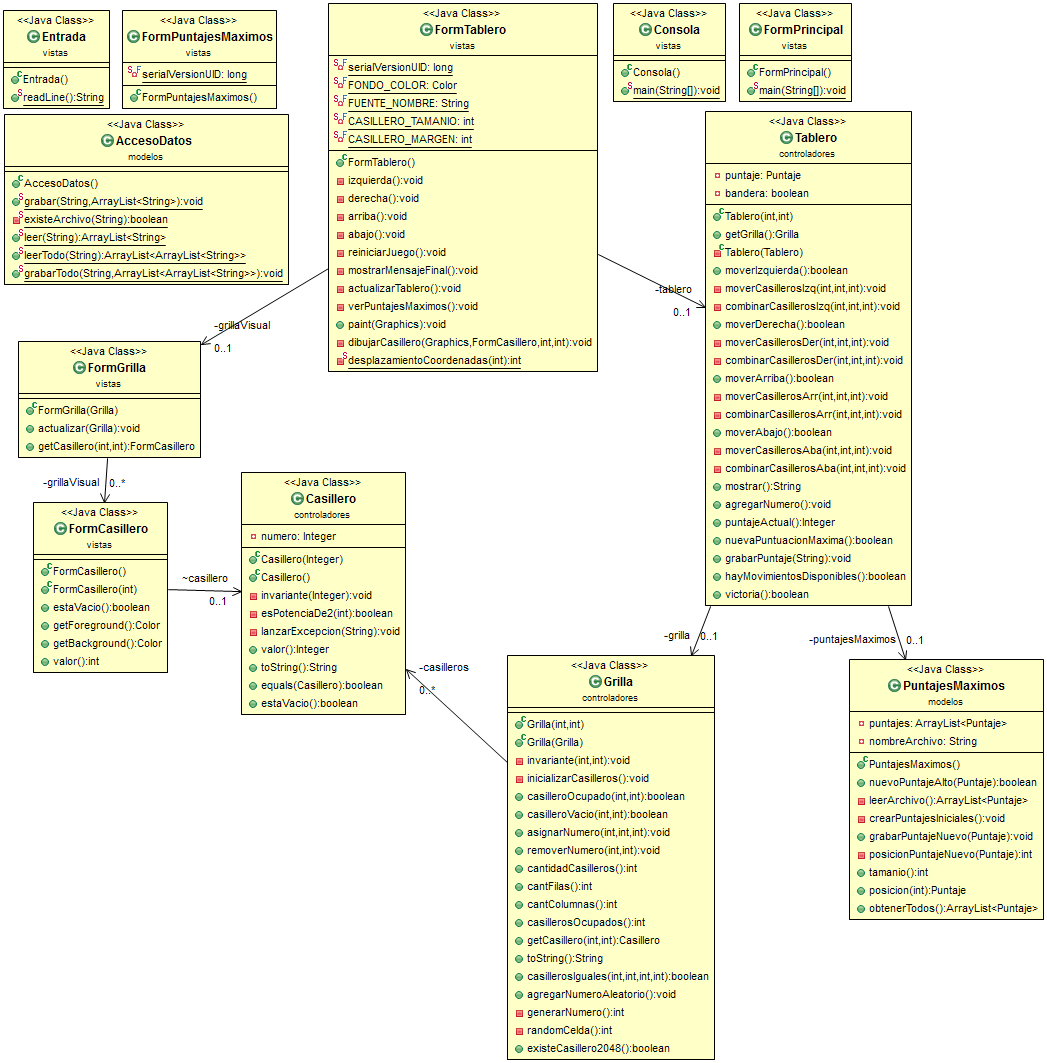 <<Java Class>>
Entrada
vistas
Entrada()
readLine():String
<<Java Class>>
FormPuntajesMaximos
vistas
serialVersionUID: long
FormPuntajesMaximos()
<<Java Class>>
FormTablero
vistas
serialVersionUID: long
FONDO_COLOR: Color
FUENTE_NOMBRE: String
CASILLERO_TAMANIO: int
CASILLERO_MARGEN: int
FormTablero()
izquierda():void
derecha():void
arriba():void
abajo():void
reiniciarJuego():void
mostrarMensajeFinal():void
actualizarTablero():void
verPuntajesMaximos():void
paint(Graphics):void
dibujarCasillero(Graphics,FormCasillero,int,int):void
desplazamientoCoordenadas(int):int
<<Java Class>>
Consola
vistas
Consola()
main(String[]):void
<<Java Class>>
FormPrincipal
vistas
FormPrincipal()
main(String[]):void
<<Java Class>>
AccesoDatos
modelos
AccesoDatos()
grabar(String,ArrayList<String>):void
existeArchivo(String):boolean
leer(String):ArrayList<String>
leerTodo(String):ArrayList<ArrayList<String>>
grabarTodo(String,ArrayList<ArrayList<String>>):void
<<Java Class>>
Tablero
controladores
puntaje: Puntaje
bandera: boolean
Tablero(int,int)
getGrilla():Grilla
Tablero(Tablero)
moverIzquierda():boolean
moverCasillerosIzq(int,int,int):void
combinarCasillerosIzq(int,int,int):void
moverDerecha():boolean
moverCasillerosDer(int,int,int):void
combinarCasillerosDer(int,int,int):void
moverArriba():boolean
moverCasillerosArr(int,int,int):void
combinarCasillerosArr(int,int,int):void
moverAbajo():boolean
moverCasillerosAba(int,int,int):void
combinarCasillerosAba(int,int,int):void
mostrar():String
agregarNumero():void
puntajeActual():Integer
nuevaPuntuacionMaxima():boolean
grabarPuntaje(String):void
hayMovimientosDisponibles():boolean
victoria():boolean
-tablero
0..1
-grillaVisual
0..1
<<Java Class>>
FormGrilla
vistas
FormGrilla(Grilla)
actualizar(Grilla):void
getCasillero(int,int):FormCasillero
-grillaVisual
0..*
<<Java Class>>
FormCasillero
vistas
FormCasillero()
FormCasillero(int)
estaVacio():boolean
getForeground():Color
getBackground():Color
valor():int
~casillero
0..1
<<Java Class>>
Casillero
controladores
numero: Integer
Casillero(Integer)
Casillero()
invariante(Integer):void
esPotenciaDe2(int):boolean
lanzarExcepcion(String):void
valor():Integer
toString():String
equals(Casillero):boolean
estaVacio():boolean
-casilleros
0..*
-grilla
0..1
-puntajesMaximos
0..1
<<Java Class>>
Grilla
controladores
Grilla(int,int)
Grilla(Grilla)
invariante(int,int):void
inicializarCasilleros():void
casilleroOcupado(int,int):boolean
casilleroVacio(int,int):boolean
asignarNumero(int,int,int):void
removerNumero(int,int):void
cantidadCasilleros():int
cantFilas():int
cantColumnas():int
casillerosOcupados():int
getCasillero(int,int):Casillero
toString():String
casillerosIguales(int,int,int,int):boolean
agregarNumeroAleatorio():void
generarNumero():int
randomCelda():int
existeCasillero2048():boolean
<<Java Class>>
PuntajesMaximos
modelos
puntajes: ArrayList<Puntaje>
nombreArchivo: String
PuntajesMaximos()
nuevoPuntajeAlto(Puntaje):boolean
leerArchivo():ArrayList<Puntaje>
crearPuntajesIniciales():void
grabarPuntajeNuevo(Puntaje):void
posicionPuntajeNuevo(Puntaje):int
tamanio():int
posicion(int):Puntaje
obtenerTodos():ArrayList<Puntaje>